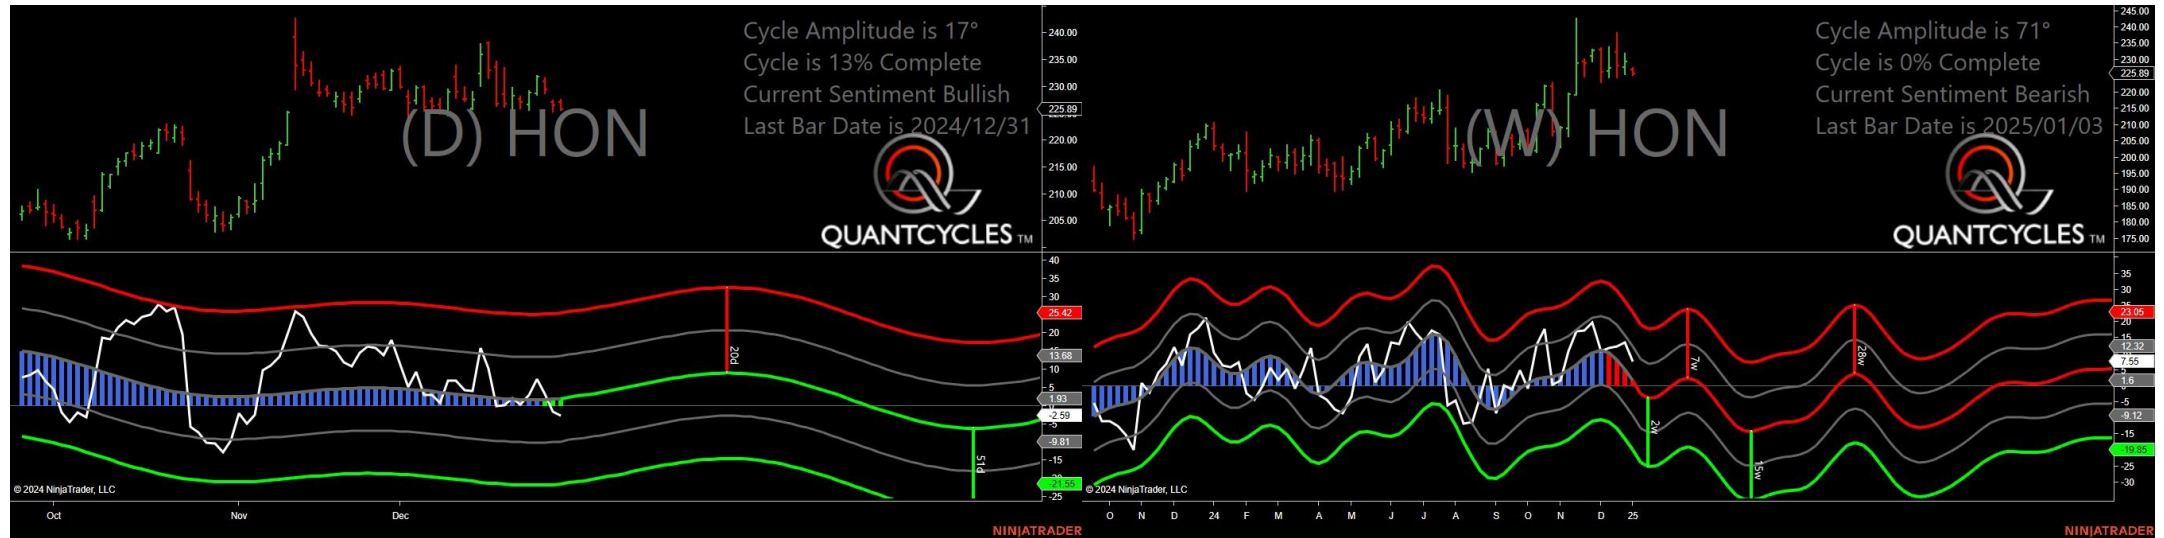 Cycle Amplitude is 17°
Cycle is 13% Complete
Current Sentiment Bullish
Last Bar Date is 2024/12/31
(D) HON
QUANTCYCLES TM
240.00
235.00
230.00
225.89
220.00
215.00
210.00
205.00
40
35
30
25.42
20
13.68
10
5
1.93
-2.59
-5
-9.81
-15
-21.55
-25
20d
51d
© 2024 NinjaTrader, LLC
Oct Nov Dec
NINJATRADER
Cycle Amplitude is 71°
Cycle is 0% Complete
Current Sentiment Bearish
Last Bar Date is 2025/01/03
(W) HON
QUANTCYCLES TM
245.00
240.00
235.00
230.00
225.89
220.00
215.00
210.00
205.00
200.00
195.00
190.00
185.00
180.00
175.00
35
30
23.05
20
12.32
7.55
1.6
-5
-9.12
-15
-19.85
-25
-30
7w
28w
2w
15w
© 2024 NinjaTrader, LLC
O N D 24 F M A M J J A S O N D 25
NINJATRADER